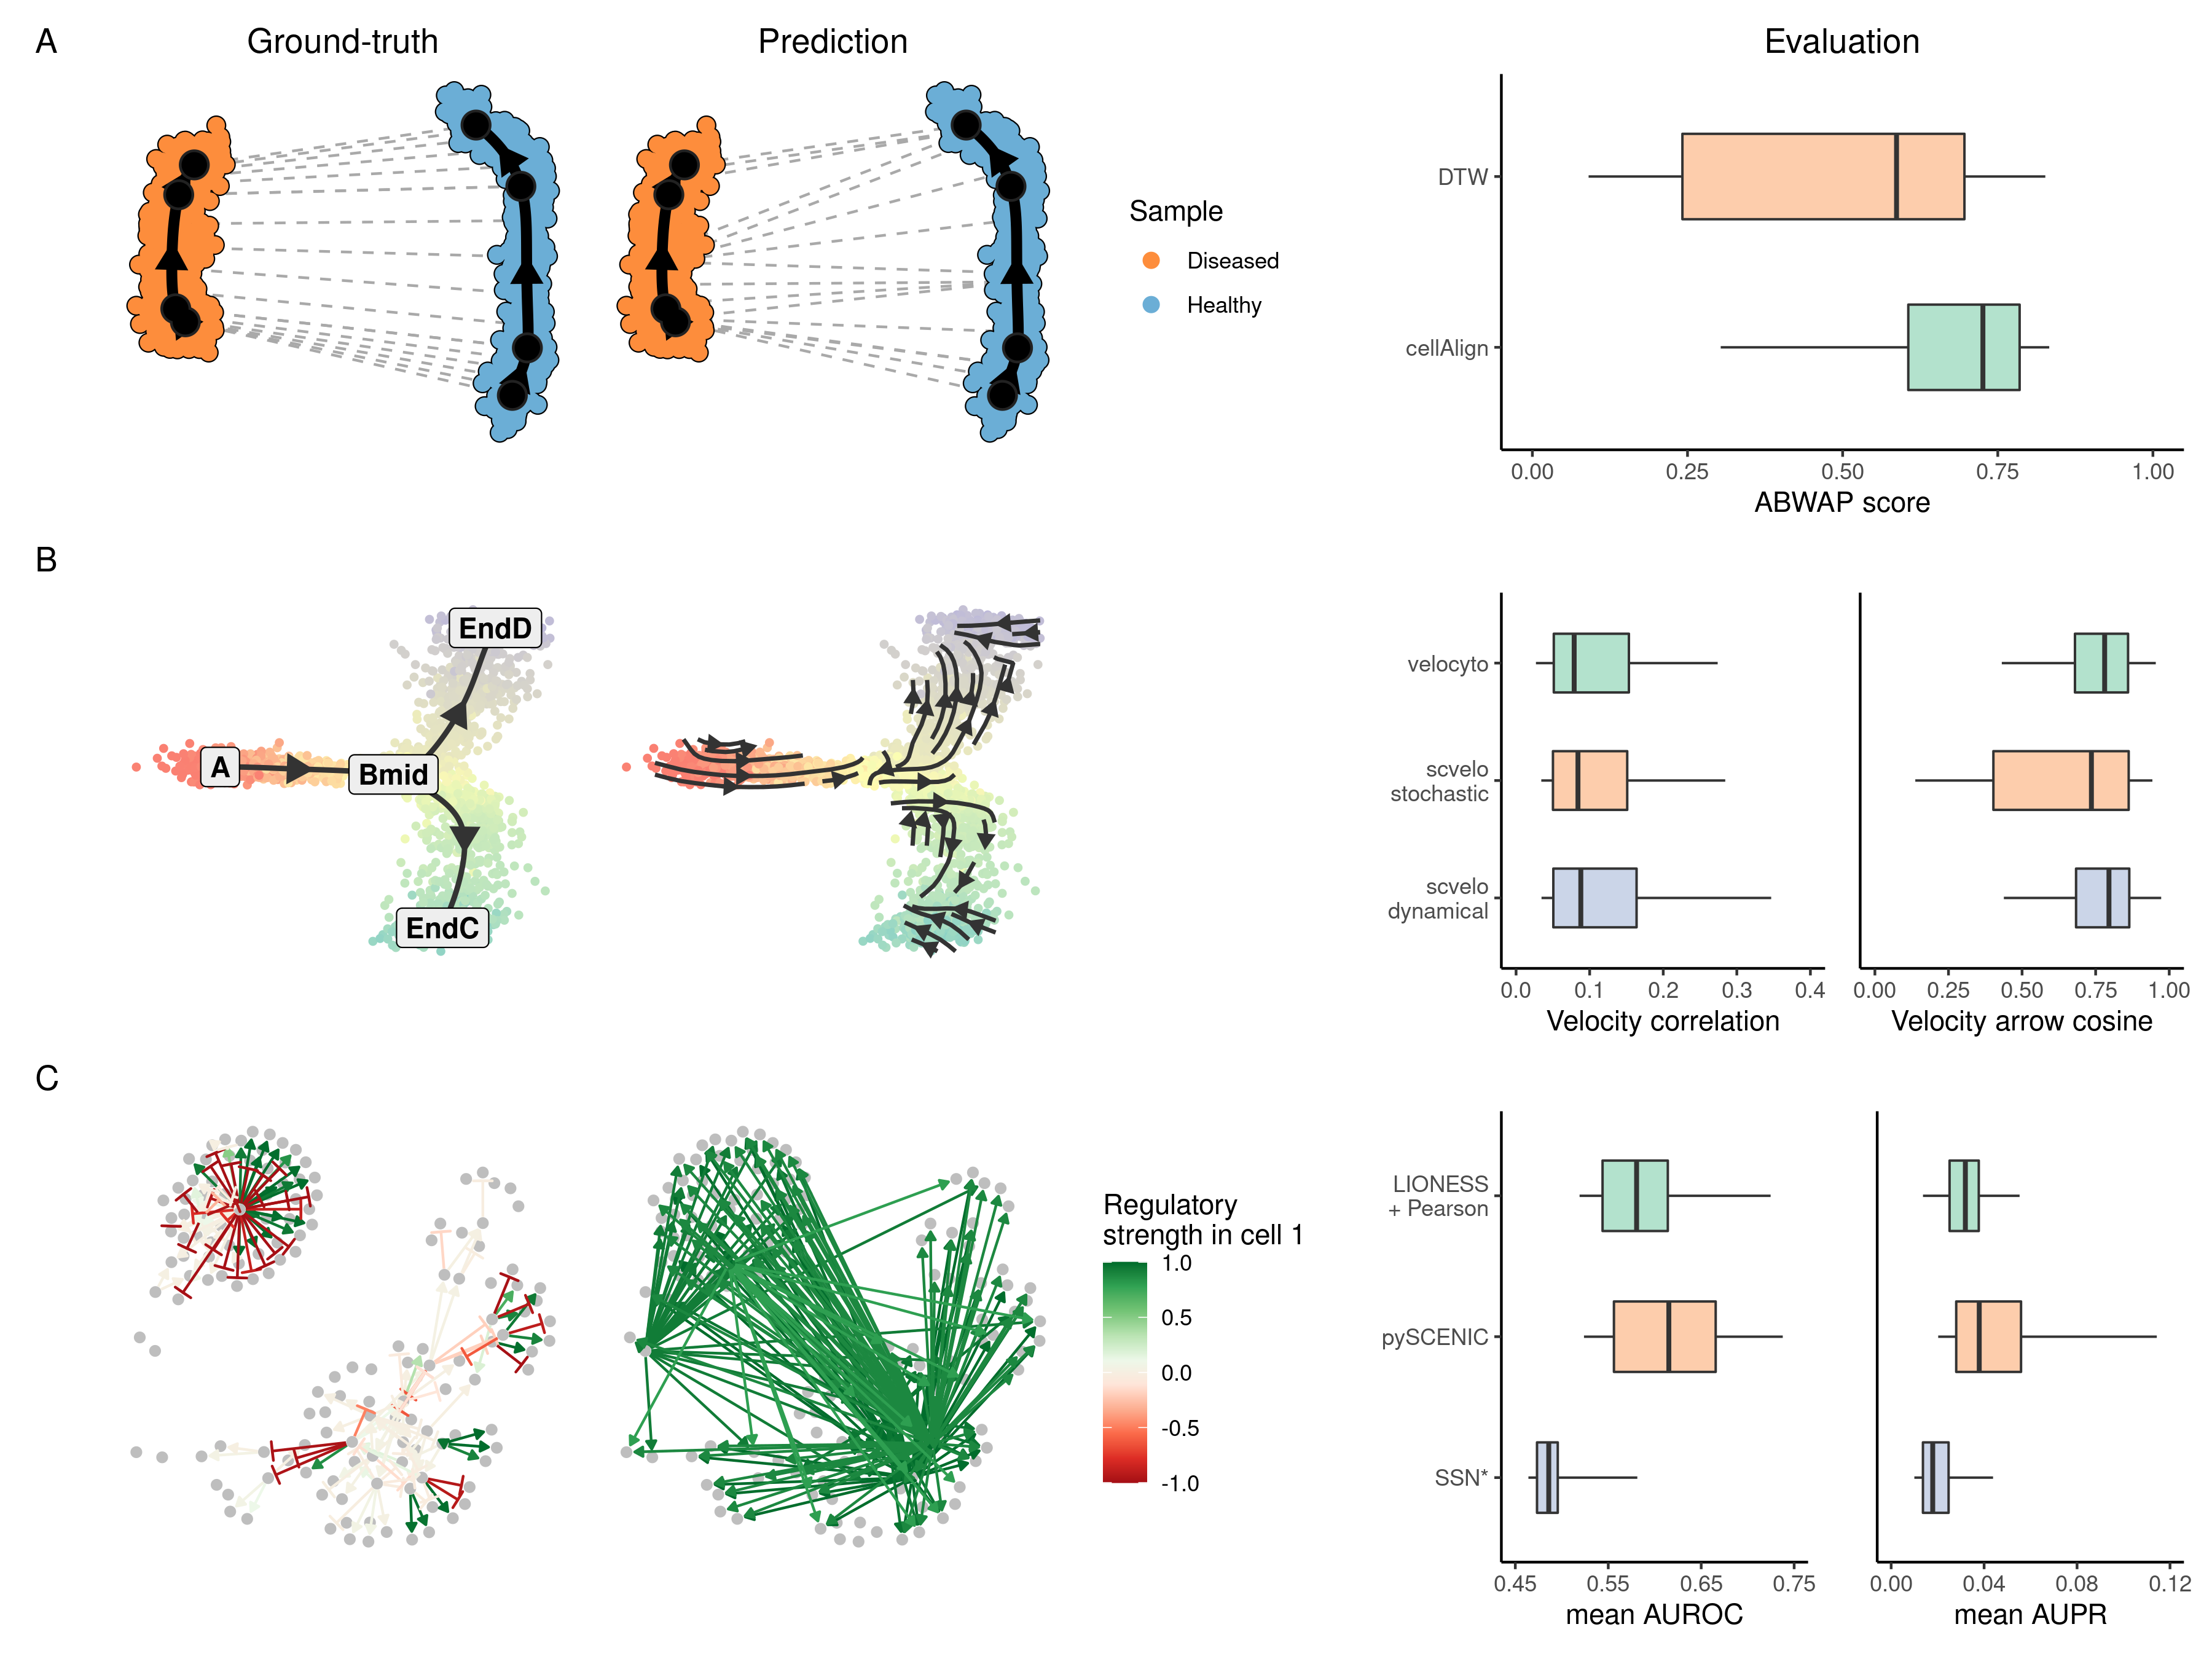 A
Ground-truth
Prediction
Evaluation
Sample
Diseased
Healthy
DTW
cellAlign
0.00 0.25 0.50 0.75 1.00
ABWAP score
B
EndD
A
Bmid
EndC
velocyto
scvelo
stochastic
scvelo
dynamical
0.0 0.1 0.2 0.3 0.4
Velocity correlation
0.00 0.25 0.50 0.75 1.00
Velocity arrow cosine
C
Regulatory
strength in cell 1
1.0
0.5
0.0
-0.5
-1.0
LIONESS
+ Pearson
pySCENIC
SSN*
0.45 0.55 0.65 0.75
mean AUROC
0.00 0.04 0.08 0.12
mean AUPR